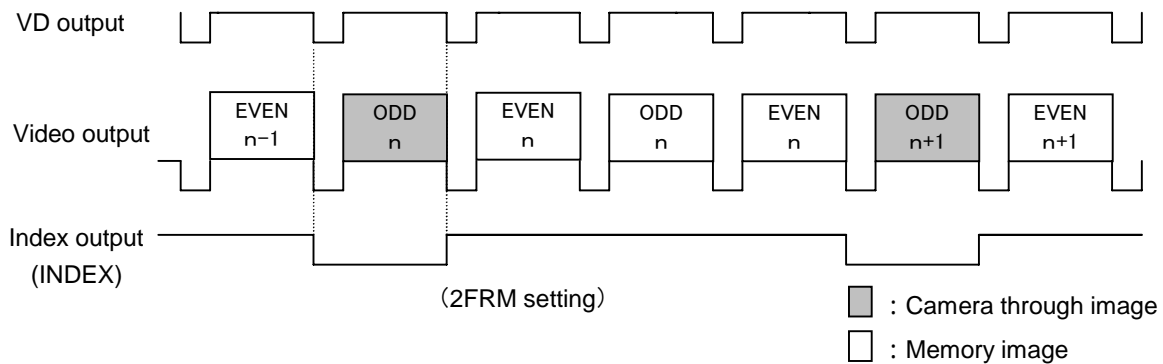 VD output
Video output
EVEN ODD EVEN ODD EVEN ODD EVEN
n-1 n n n n n+1 n+1
Index output
(INDEX)
(2FRM setting)
: Camera through image
: Memory image